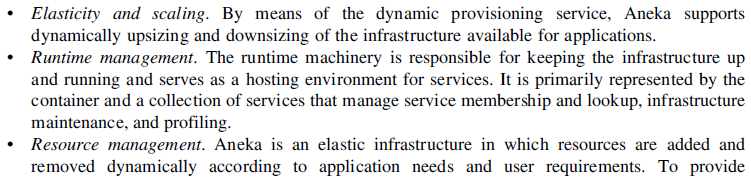 • Elasticity and scaling. By means of the dynamic provisioning service, Aneka supports
dynamically upsizing and downsizing of the infrastructure available for applications.
• Runtime management. The runtime machinery is responsible for keeping the infrastructure up
and running and serves as a hosting environment for services. It is primarily represented by the
container and a collection of services that manage service membership and lookup, infrastructure
maintenance, and profiling.
• Resource management. Aneka is an elastic infrastructure in which resources are added and
removed dynamically according to application needs and user requirements. To provide